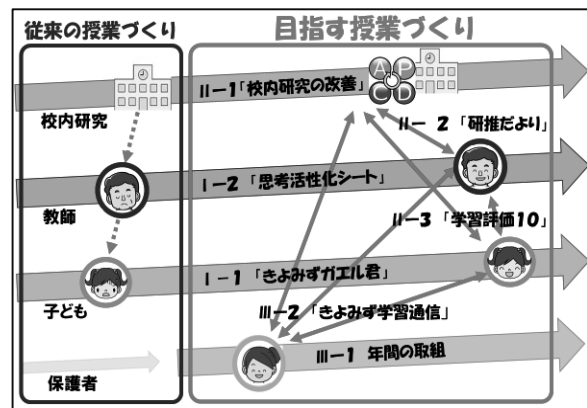 従来の授業づくり
目指す授業づくり
校内研究
Ⅱ－1「校内研究の改善」
A P
C D
Ⅱ－ 2 「研推だより」
教師
Ⅰ－2 「思考活性化シート」
Ⅱ－3 「学習評価10」
子ども
Ⅰ－1 「きよみずガエル君」
Ⅲ－2「きよみず学習通信」
保護者
Ⅲ－1 年間の取組